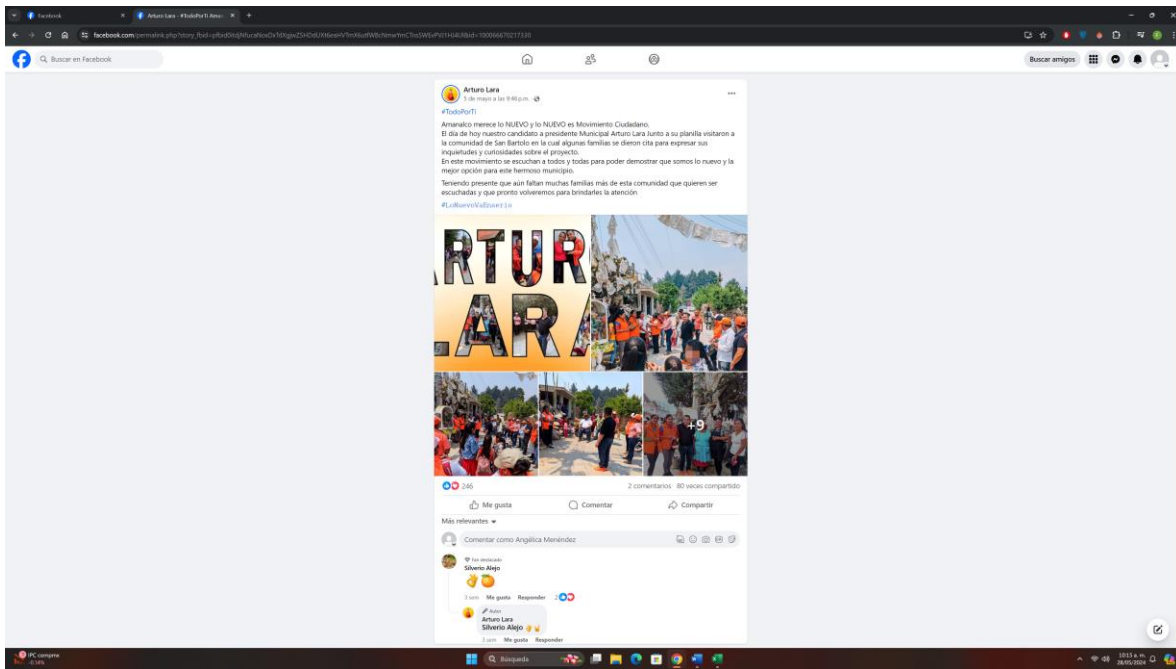 Facebook
Arturo Lara - #TodoPorTi Aman
Buscar en Facebook
Buscar amigos
Arturo Lara
5 de mayo a las 9:46 p.m.
#TodoPorTi
Amanalco merece lo NUEVO y lo NUEVO es Movimiento Ciudadano.
El día de hoy nuestro candidato a presidente Municipal Arturo Lara Junto a su planilla visitaron a
la comunidad de San Bartolo en la cual algunas familias se dieron cita para expresar sus
inquietudes y curiosidades sobre el proyecto.
En este movimiento se escuchan a todos y todas para poder demostrar que somos lo nuevo y la
mejor opción para este hermoso municipio.
Teniendo presente que aún faltan muchas familias más de esta comunidad que quieren ser
escuchadas y que pronto volveremos para brindarles la atención
#LoNuevoVaEnserio
ARTURO
LARA
+9
246
2 comentarios 80 veces compartido
Me gusta
Comentar
Compartir
Más relevantes
Comentar como Angélica Menéndez
Fan destacado
Silverio Alejo
3 sem Me gusta Responder 2
Autor
Arturo Lara
Silverio Alejo
3 sem Me gusta Responder
IPC compme
-0.14%
Búsqueda
10:13 a. m.
28/05/2024